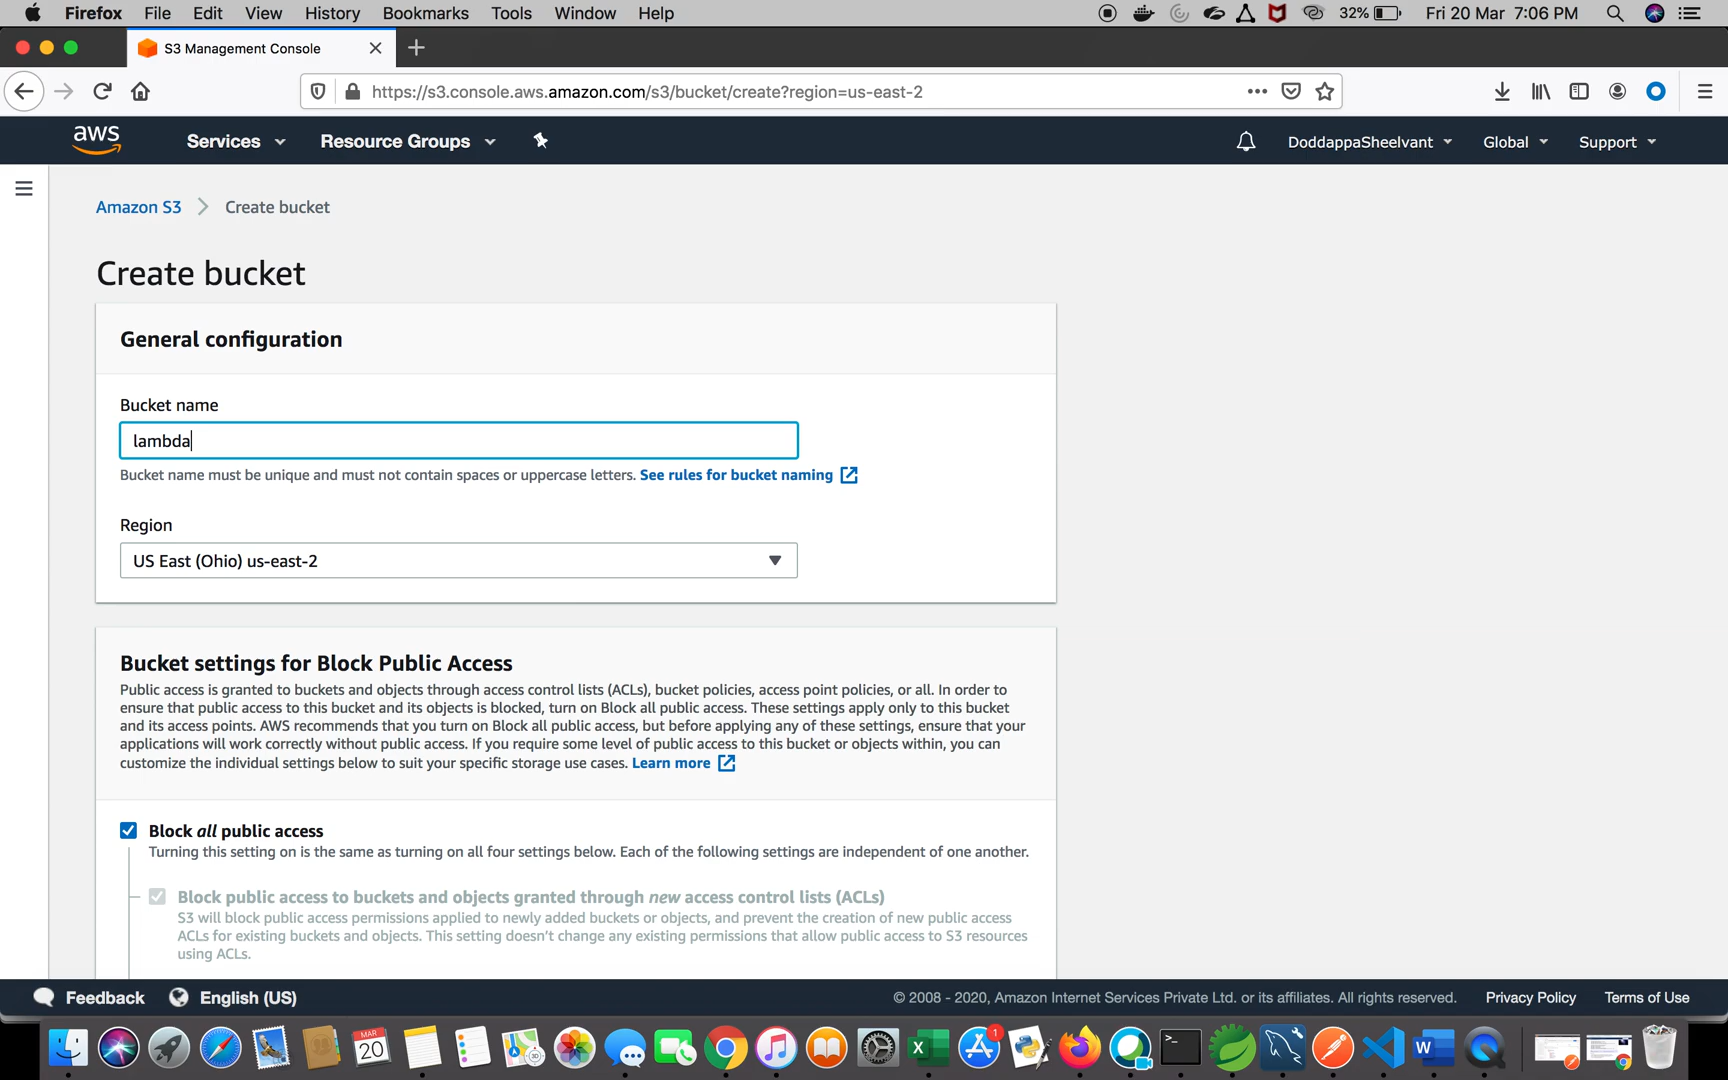 Firefox File Edit View History Bookmarks Tools Window Help 32% Fri 20 Mar 7:06 PM
S3 Management Console
https://s3.console.aws.amazon.com/s3/bucket/create?region=us-east-2
aws Services Resource Groups DoddappaSheelvant Global Support
Amazon S3 Create bucket
Create bucket
General configuration
Bucket name
lambda
Bucket name must be unique and must not contain spaces or uppercase letters. See rules for bucket naming
Region
US East (Ohio) us-east-2
Bucket settings for Block Public Access
Public access is granted to buckets and objects through access control lists (ACLs), bucket policies, access point policies, or all. In order to
ensure that public access to this bucket and its objects is blocked, turn on Block all public access. These settings apply only to this bucket
and its access points. AWS recommends that you turn on Block all public access, but before applying any of these settings, ensure that your
applications will work correctly without public access. If you require some level of public access to this bucket or objects within, you can
customize the individual settings below to suit your specific storage use cases. Learn more
Block all public access
Turning this setting on is the same as turning on all four settings below. Each of the following settings are independent of one another.
Block public access to buckets and objects granted through new access control lists (ACLs)
S3 will block public access permissions applied to newly added buckets or objects, and prevent the creation of new public access
ACLs for existing buckets and objects. This setting doesn't change any existing permissions that allow public access to S3 resources
using ACLs.
Feedback English (US) © 2008 - 2020, Amazon Internet Services Private Ltd. or its affiliates. All rights reserved. Privacy Policy Terms of Use
MAR
20
3D
X
1
>_
W